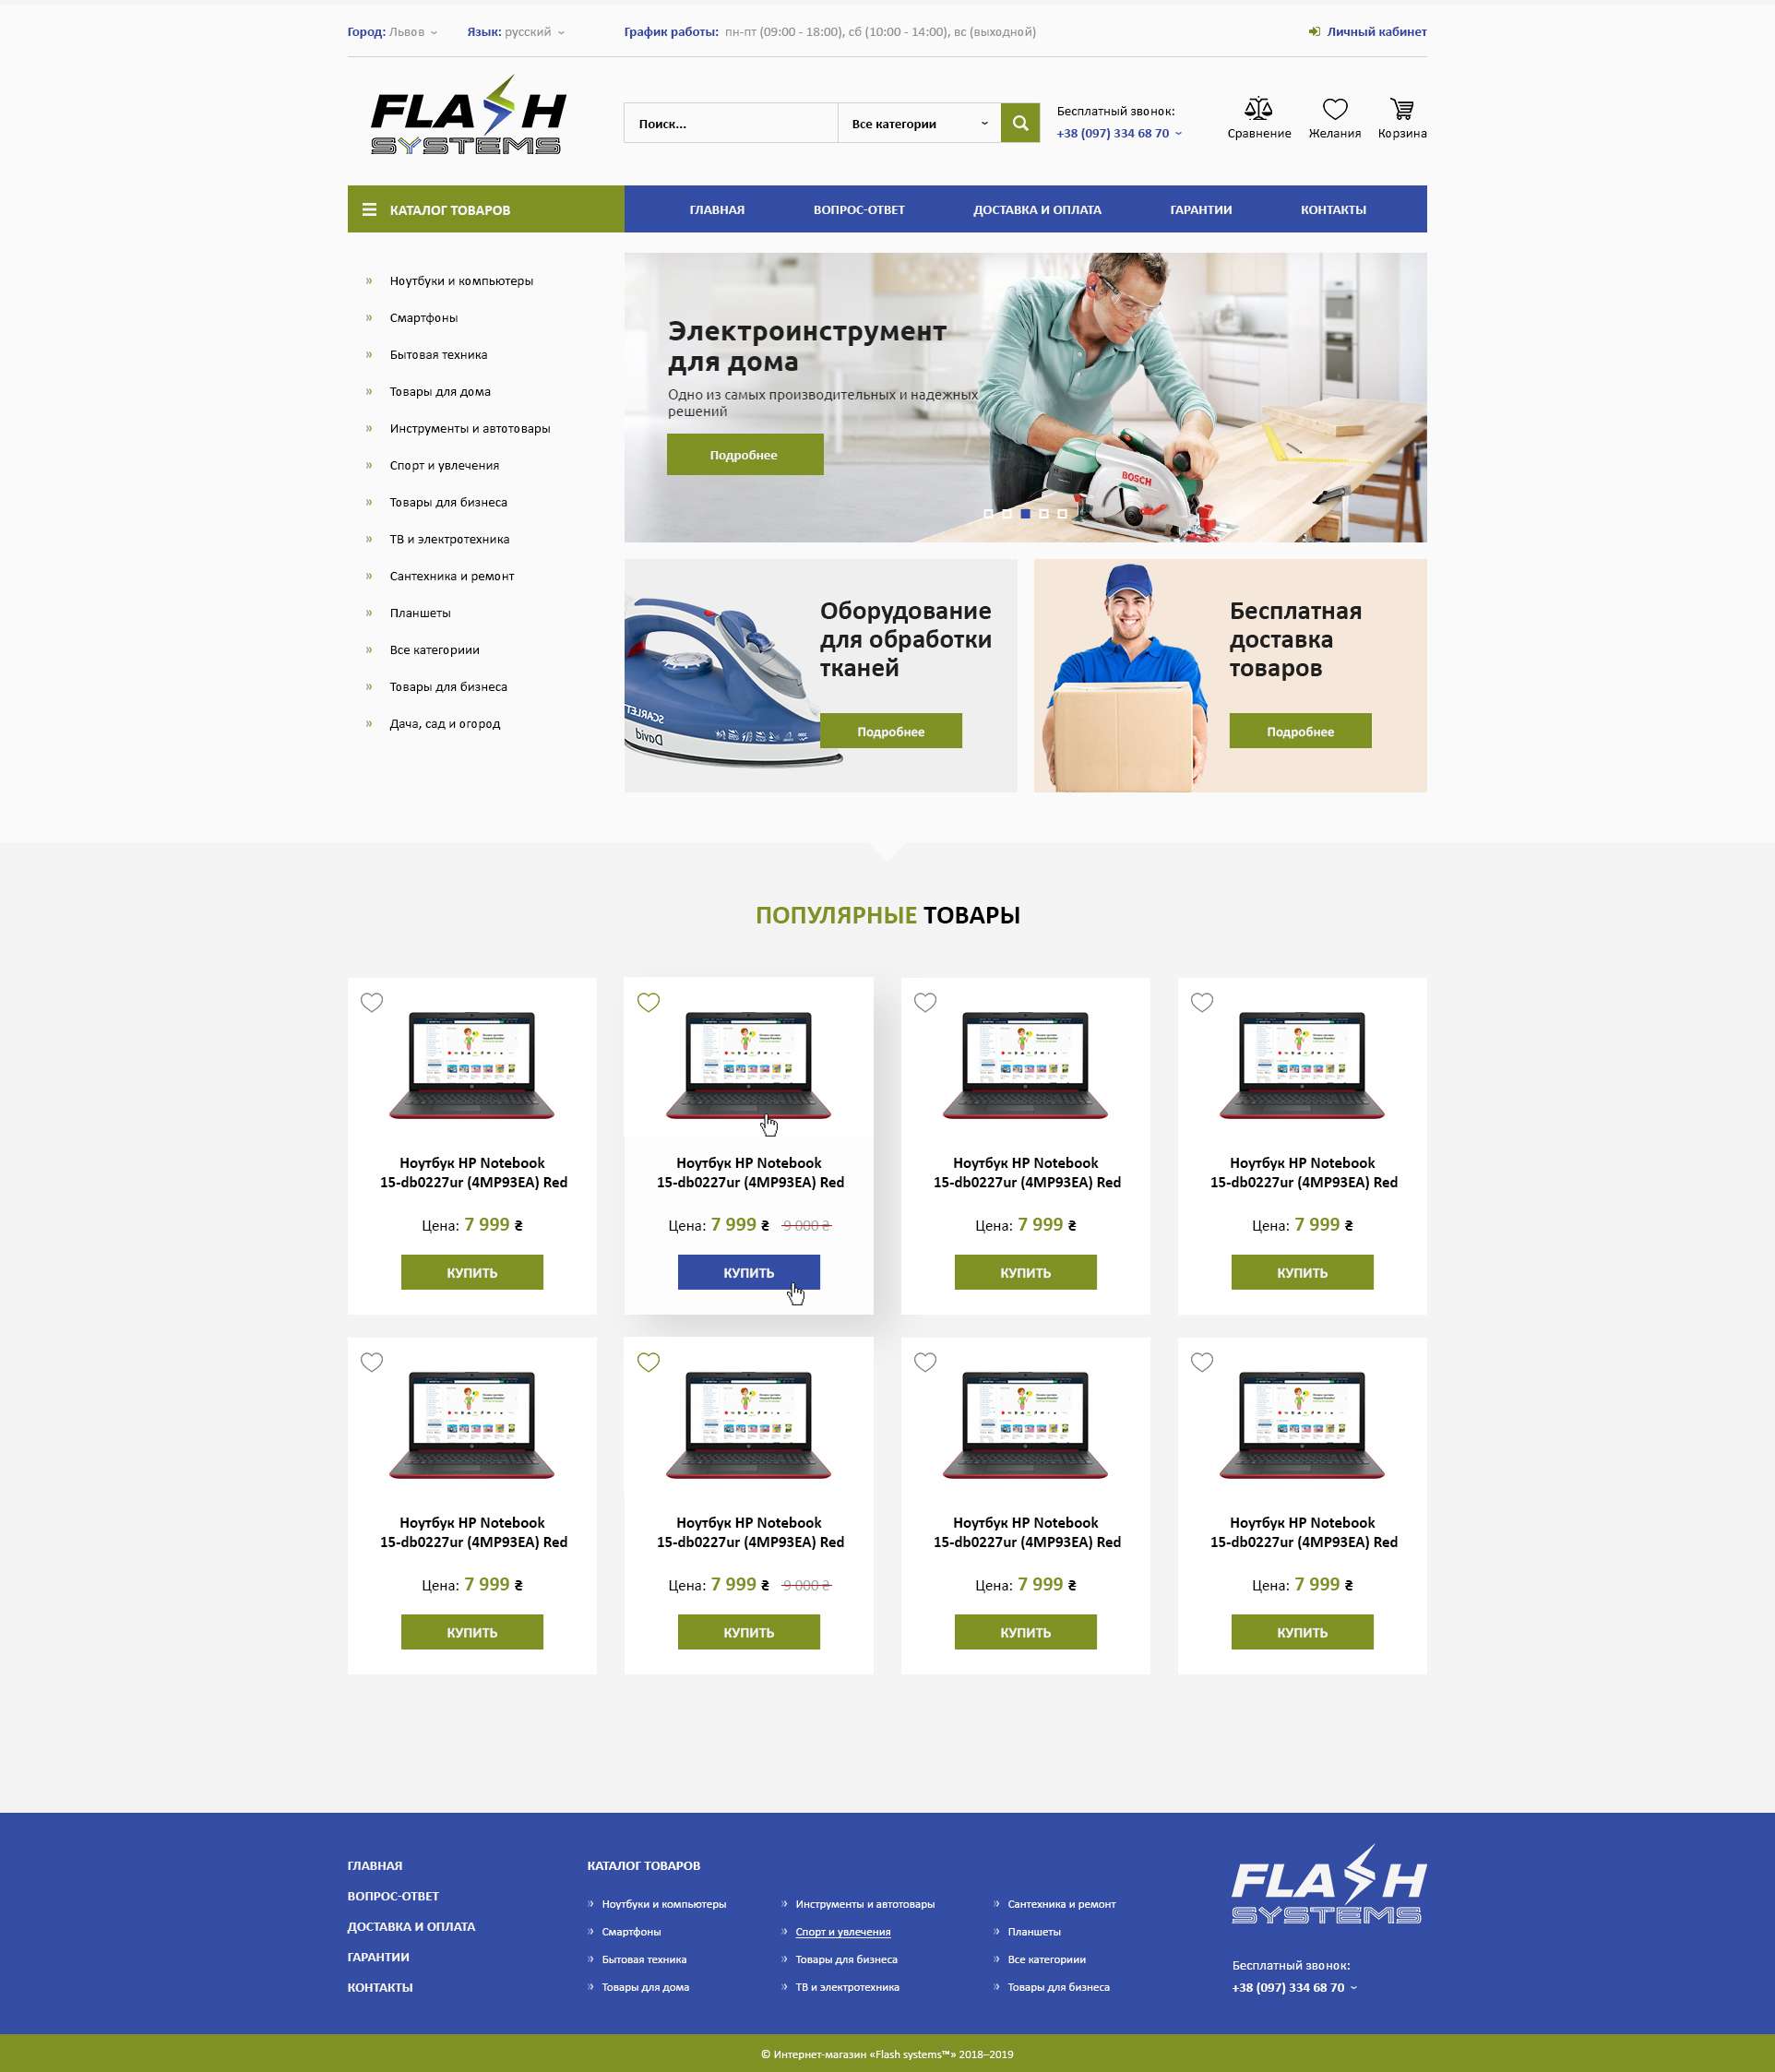 Город: Львов
Язык: русский
График работы: пн-пт (09:00 - 18:00), сб (10:00 - 14:00), вс (выходной)
Личный кабинет
FLASH
SYSTEMS
Поиск...
Все категории
Бесплатный звонок:
+38 (097) 334 68 70
Сравнение
Желания
Корзина
КАТАЛОГ ТОВАРОВ
ГЛАВНАЯ
ВОПРОС-ОТВЕТ
ДОСТАВКА И ОПЛАТА
ГАРАНТИИ
КОНТАКТЫ
» Ноутбуки и компьютеры
» Смартфоны
» Бытовая техника
» Товары для дома
» Инструменты и автотовары
» Спорт и увлечения
» Товары для бизнеса
» ТВ и электротехника
» Сантехника и ремонт
» Планшеты
» Все категориии
» Товары для бизнеса
» Дача, сад и огород
Электроинструмент
для дома
Одно из самых производительных и надежных
решений
Подробнее
BOSCH
Оборудование
для обработки
тканей
Подробнее
SCARLET
David
Бесплатная
доставка
товаров
Подробнее
ПОПУЛЯРНЫЕ ТОВАРЫ
Ноутбук HP Notebook
15-db0227ur (4MP93EA) Red
Цена: 7 999 ₴
КУПИТЬ
Ноутбук HP Notebook
15-db0227ur (4MP93EA) Red
Цена: 7 999 ₴ 9 000 ₴
КУПИТЬ
Ноутбук HP Notebook
15-db0227ur (4MP93EA) Red
Цена: 7 999 ₴
КУПИТЬ
Ноутбук HP Notebook
15-db0227ur (4MP93EA) Red
Цена: 7 999 ₴
КУПИТЬ
Ноутбук HP Notebook
15-db0227ur (4MP93EA) Red
Цена: 7 999 ₴
КУПИТЬ
Ноутбук HP Notebook
15-db0227ur (4MP93EA) Red
Цена: 7 999 ₴ 9 000 ₴
КУПИТЬ
Ноутбук HP Notebook
15-db0227ur (4MP93EA) Red
Цена: 7 999 ₴
КУПИТЬ
Ноутбук HP Notebook
15-db0227ur (4MP93EA) Red
Цена: 7 999 ₴
КУПИТЬ
ГЛАВНАЯ
ВОПРОС-ОТВЕТ
ДОСТАВКА И ОПЛАТА
ГАРАНТИИ
КОНТАКТЫ
КАТАЛОГ ТОВАРОВ
» Ноутбуки и компьютеры
» Смартфоны
» Бытовая техника
» Товары для дома
» Инструменты и автотовары
» Спорт и увлечения
» Товары для бизнеса
» ТВ и электротехника
» Сантехника и ремонт
» Планшеты
» Все категориии
» Товары для бизнеса
FLASH
SYSTEMS
Бесплатный звонок:
+38 (097) 334 68 70
© Интернет-магазин «Flash systems™» 2018–2019